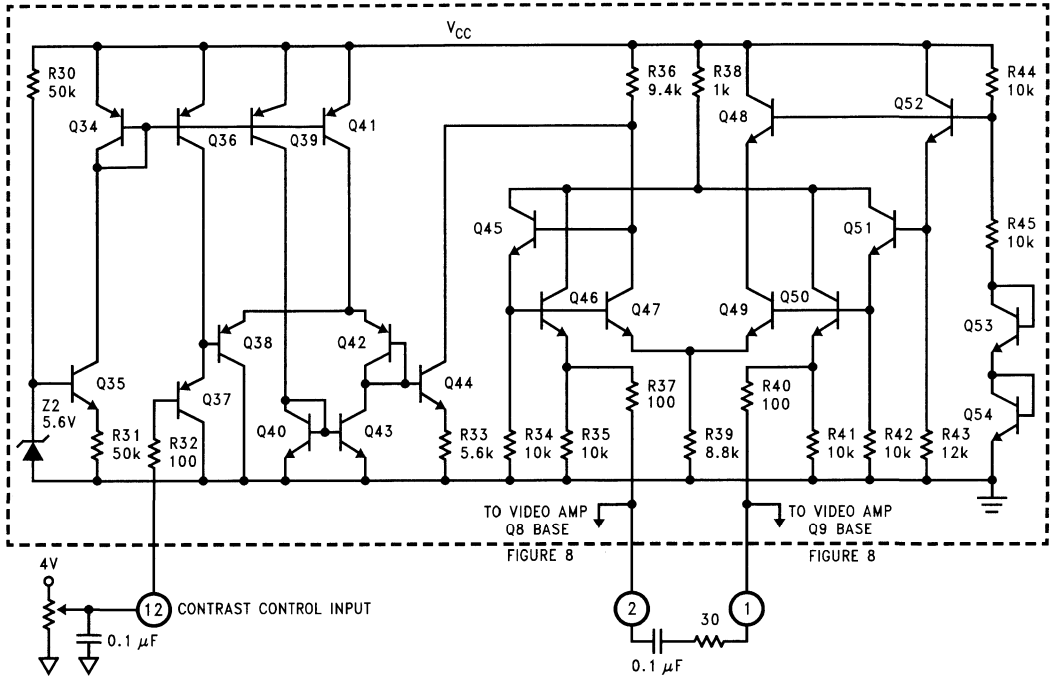 VCC
R30
50k
Q34
Q36
Q39
Q41
R36
9.4k
R38
1k
Q48
Q52
R44
10k
Q45
Q51
R45
10k
Q46
Q47
Q49
Q50
Q53
Q38
Q42
Q35
Q37
Q44
Z2
5.6V
R37
100
R40
100
Q54
R31
50k
R32
100
Q40
Q43
R33
5.6k
R34
10k
R35
10k
R39
8.8k
R41
10k
R42
10k
R43
12k
TO VIDEO AMP
Q8 BASE
TO VIDEO AMP
Q9 BASE
FIGURE 8
FIGURE 8
4V
12
CONTRAST CONTROL INPUT
0.1 μF
2
1
30
0.1 μF